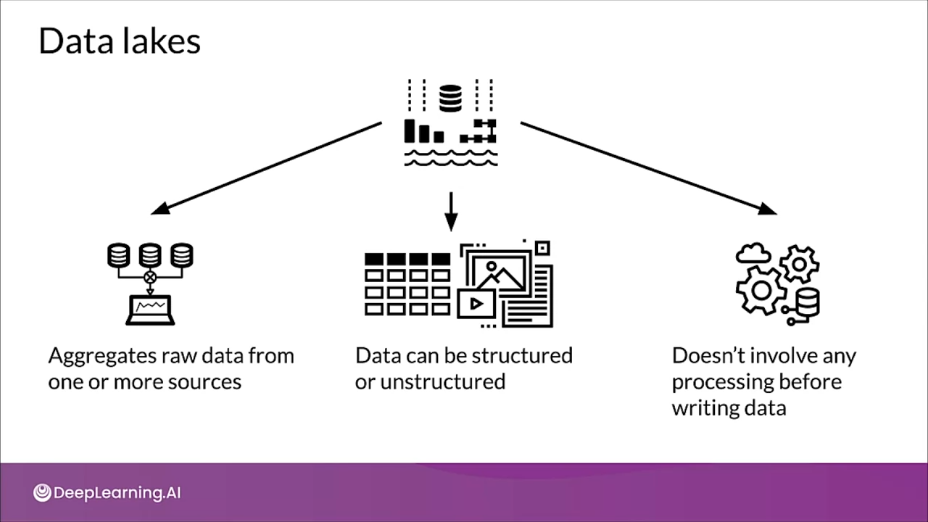 Data lakes
Aggregates raw data from
one or more sources
Data can be structured
or unstructured
Doesn't involve any
processing before
writing data
DeepLearning.AI